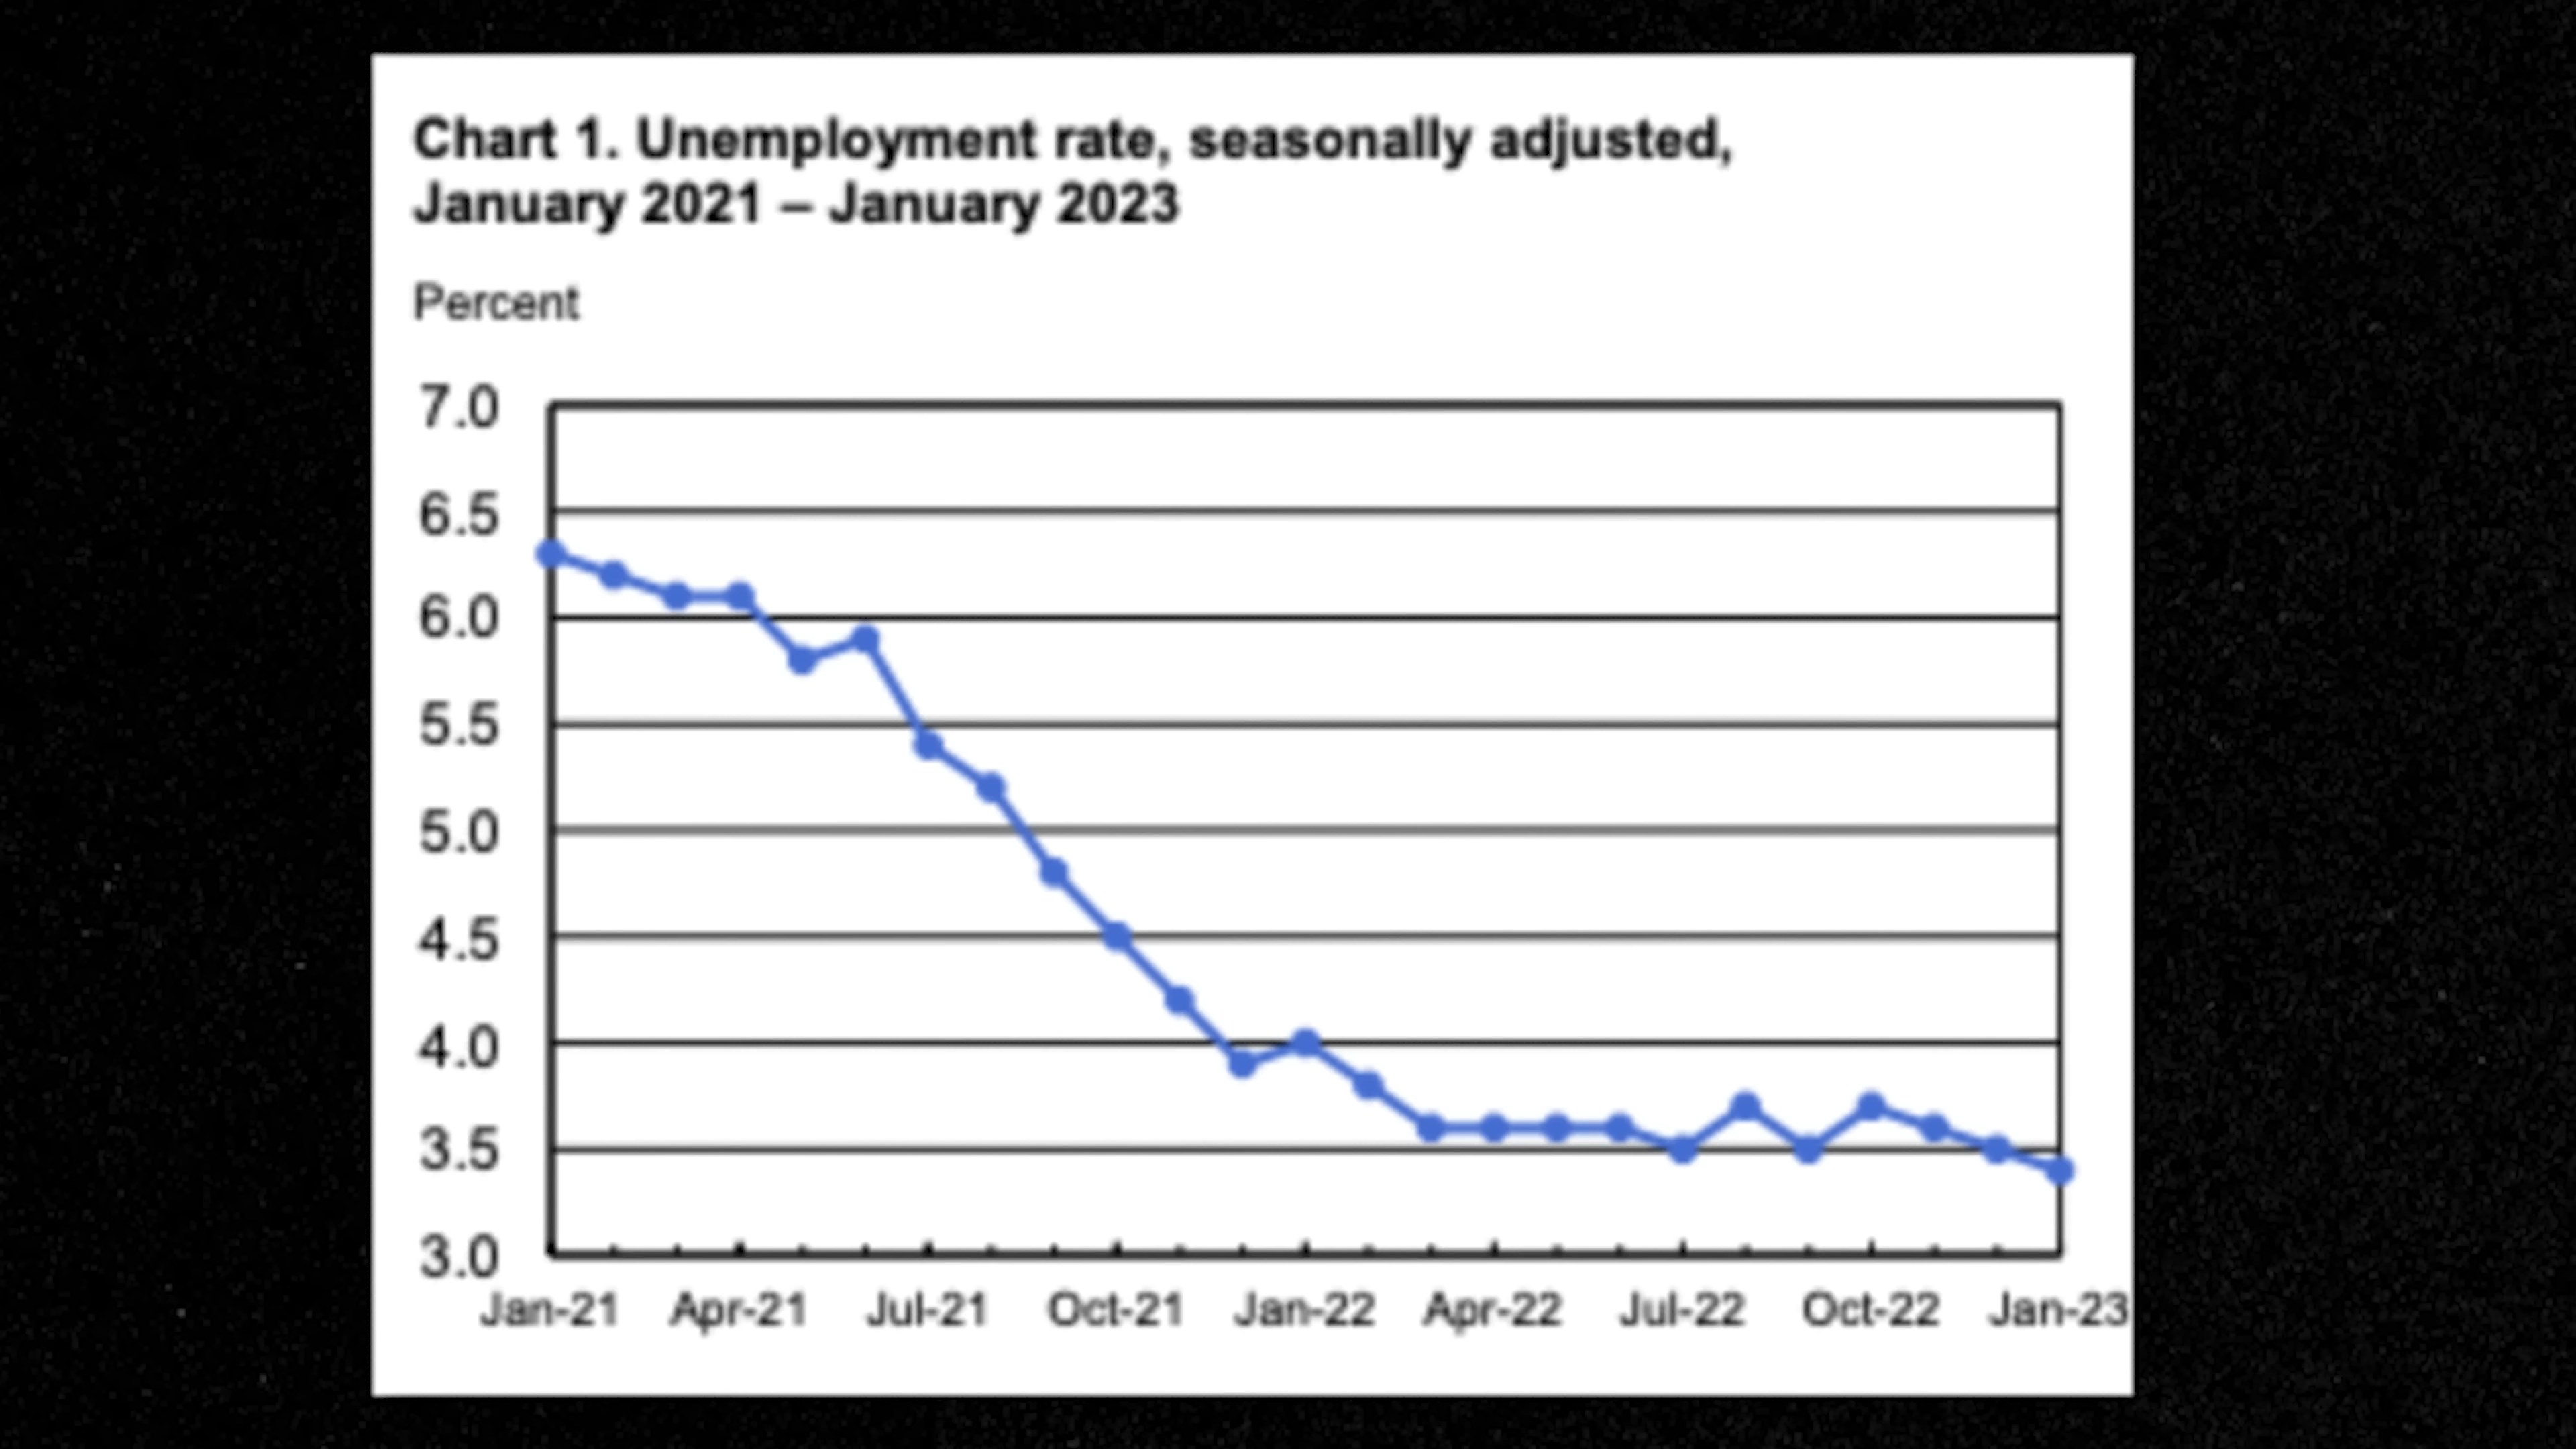 Chart 1. Unemployment rate, seasonally adjusted,
January 2021 – January 2023
Percent
7.0
6.5
6.0
5.5
5.0
4.5
4.0
3.5
3.0
Jan-21 Apr-21 Jul-21 Oct-21 Jan-22 Apr-22 Jul-22 Oct-22 Jan-23